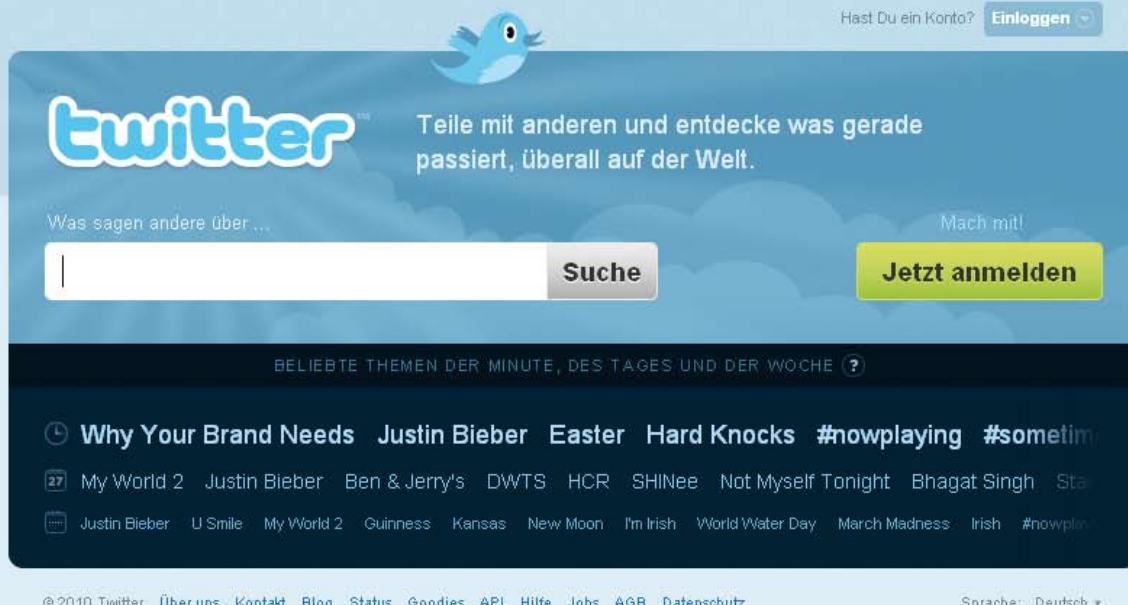 Hast Du ein Konto? Einloggen
twitter™
Teile mit anderen und entdecke was gerade
passiert, überall auf der Welt.
Was sagen andere über ...
Mach mit!
Suche
Jetzt anmelden
BELIEBTE THEMEN DER MINUTE, DES TAGES UND DER WOCHE ?
Why Your Brand Needs Justin Bieber Easter Hard Knocks #nowplaying #sometim
27 My World 2 Justin Bieber Ben & Jerry's DWTS HCR SHINee Not Myself Tonight Bhagat Singh Sta
Justin Bieber U Smile My World 2 Guinness Kansas New Moon I'm Irish World Water Day March Madness Irish #nowpla
© 2010 Twitter Über uns Kontakt Blog Status Goodies API Hilfe Jobs AGB Datenschutz Sprache: Deutsch